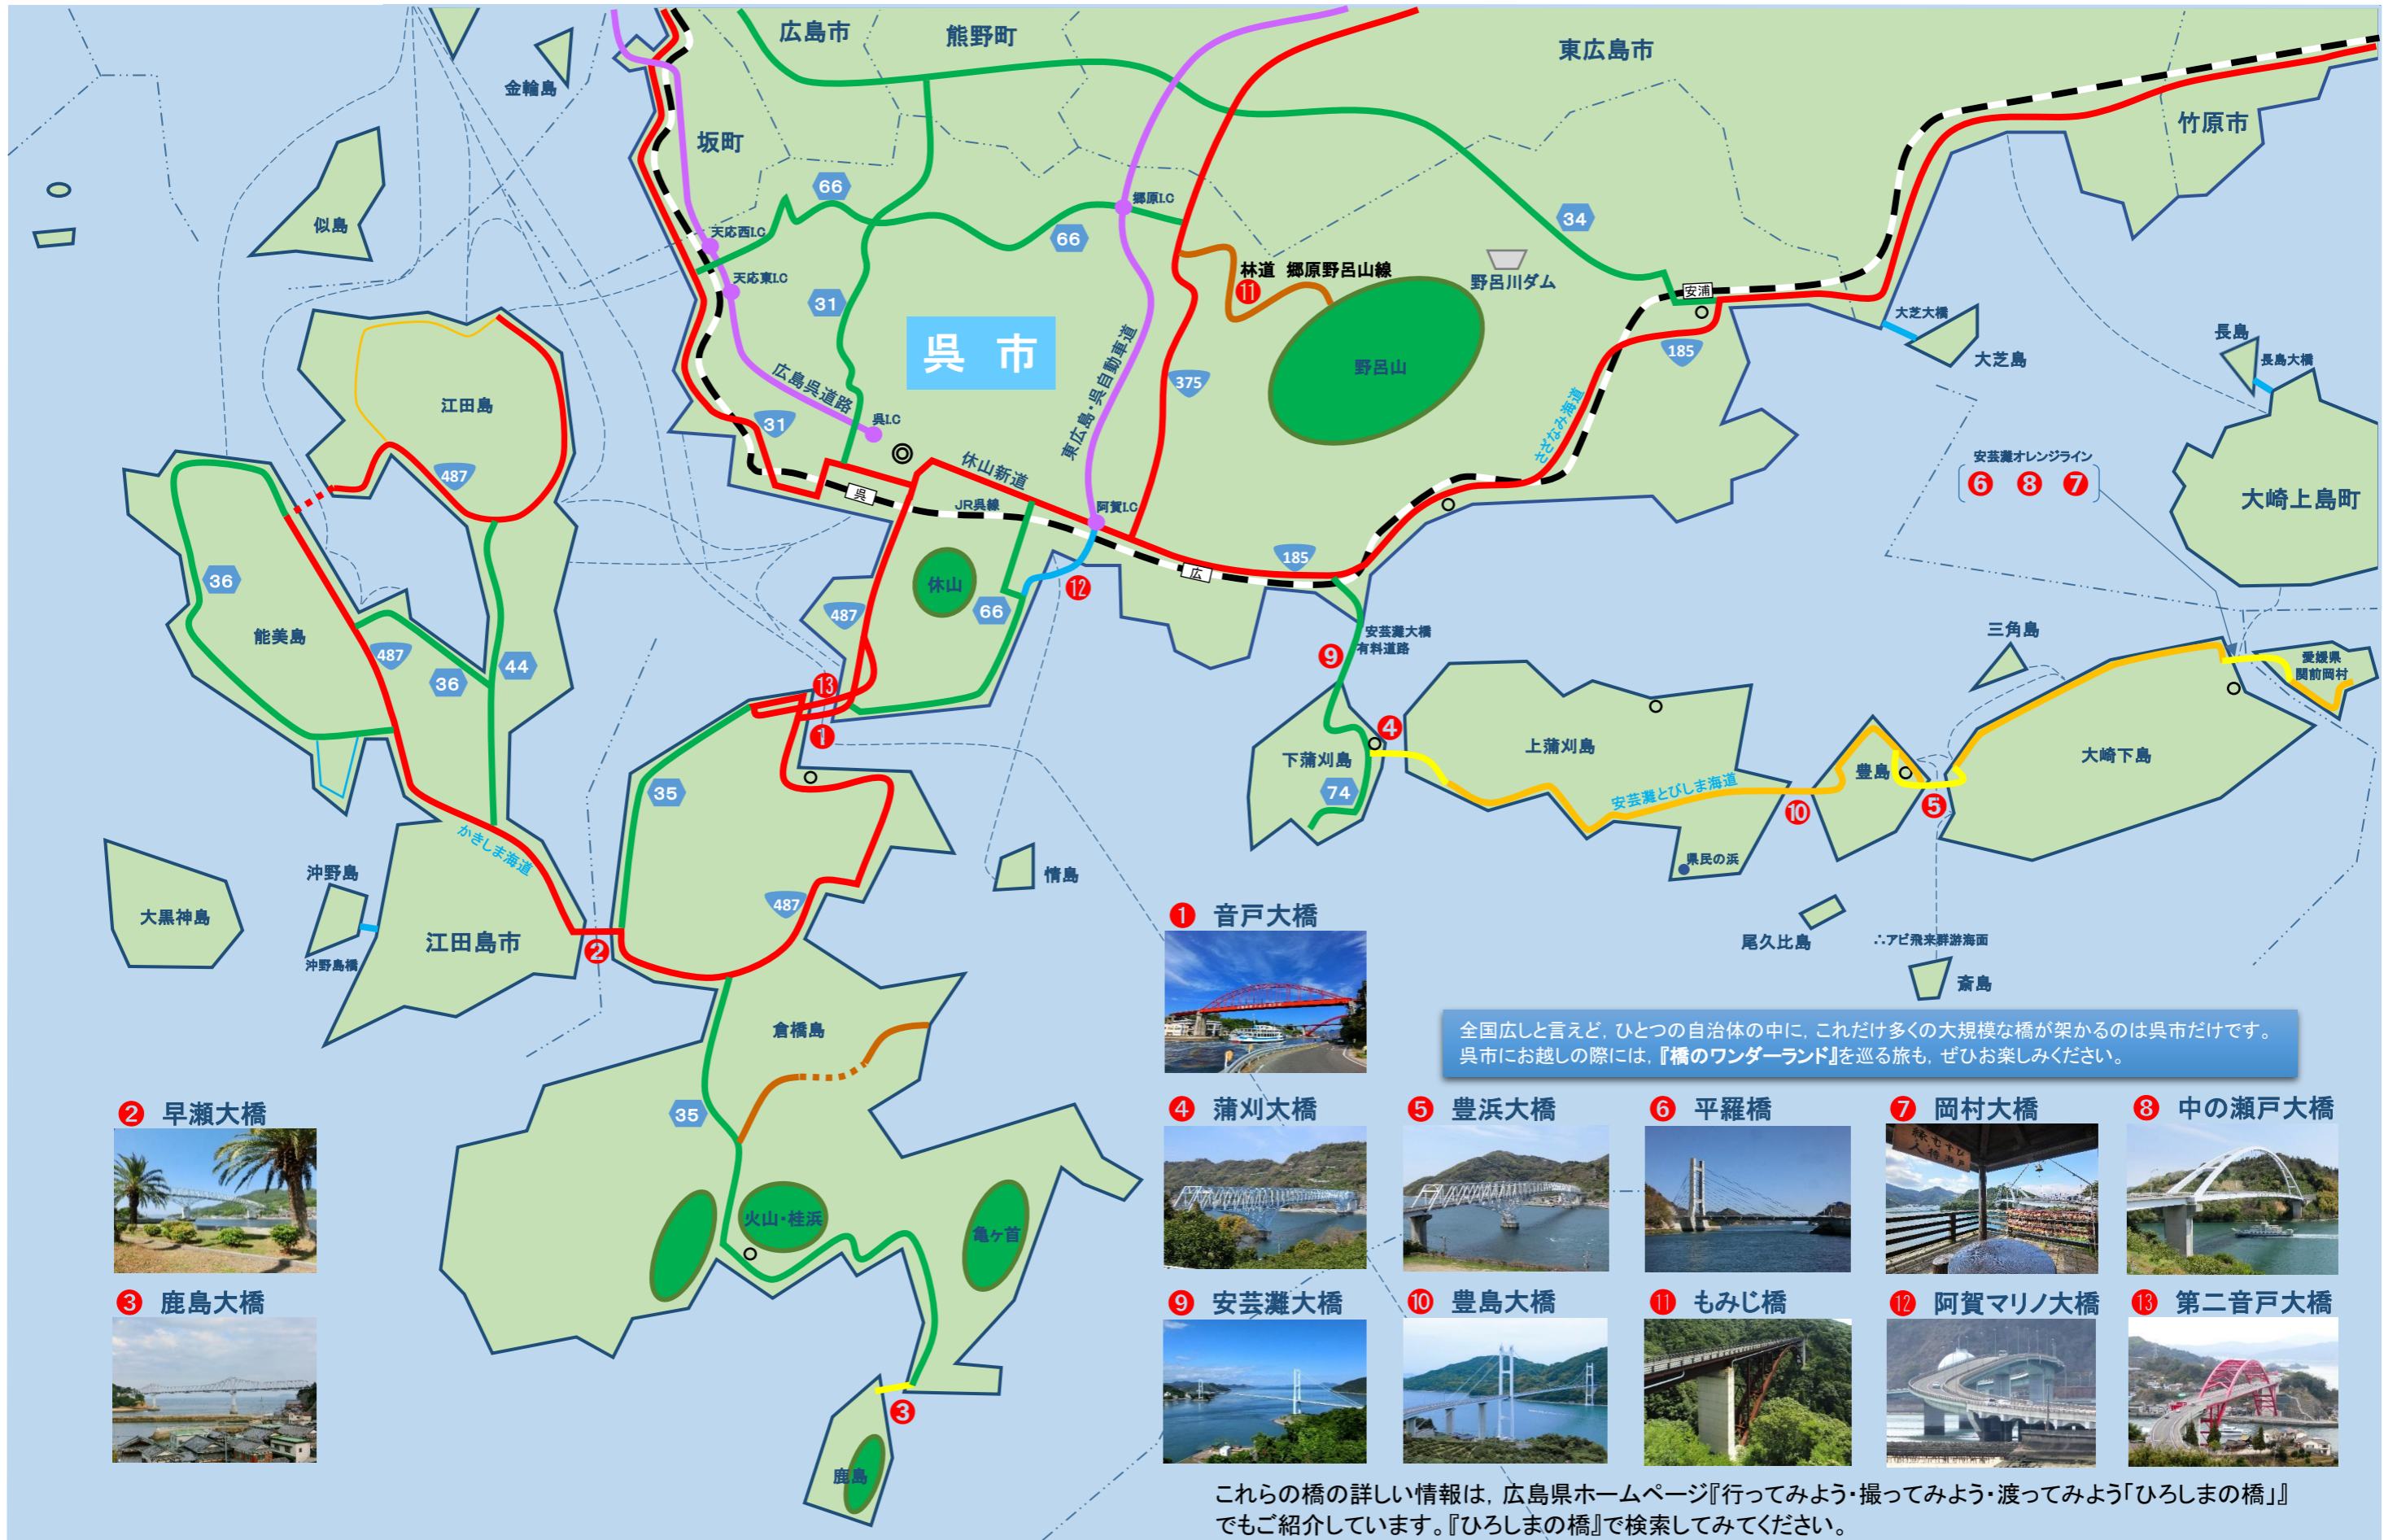 広島市
熊野町
東広島市
竹原市
金輪島
坂町
似島
66
郷原I.C
34
天応西I.C
66
天応東I.C
31
林道 郷原野呂山線
⓫
野呂川ダム
安浦
大芝大橋
大芝島
長島
長島大橋
呉 市
広島呉道路
東広島・呉自動車道
375
野呂山
185
さざなみ海道
江田島
31
呉I.C
487
休山新道
呉
JR呉線
阿賀I.C
安芸灘オレンジライン
❻ ❽ ❼
大崎上島町
36
休山
185
広
⓬
487
66
能美島
487
36
44
安芸灘大橋
有料道路
❾
三角島
愛媛県
関前岡村
⓭
❶
❹
下蒲刈島
上蒲刈島
豊島
大崎下島
35
74
安芸灘とびしま海道
❿
❺
かきしま海道
県民の浜
沖野島
大黒神島
沖野島橋
江田島市
❷
487
情島
尾久比島
∴アビ飛来群游海面
斎島
倉橋島
35
火山・桂浜
亀ヶ首
❸
鹿島
❶ 音戸大橋
全国広しと言えど，ひとつの自治体の中に，これだけ多くの大規模な橋が架かるのは呉市だけです。
呉市にお越しの際には，『橋のワンダーランド』を巡る旅も，ぜひお楽しみください。
❷ 早瀬大橋
❸ 鹿島大橋
❹ 蒲刈大橋
❺ 豊浜大橋
❻ 平羅橋
❼ 岡村大橋
❽ 中の瀬戸大橋
❾ 安芸灘大橋
❿ 豊島大橋
⓫ もみじ橋
⓬ 阿賀マリノ大橋
⓭ 第二音戸大橋
これらの橋の詳しい情報は，広島県ホームページ『行ってみよう・撮ってみよう・渡ってみよう「ひろしまの橋」』
でもご紹介しています。『ひろしまの橋』で検索してみてください。